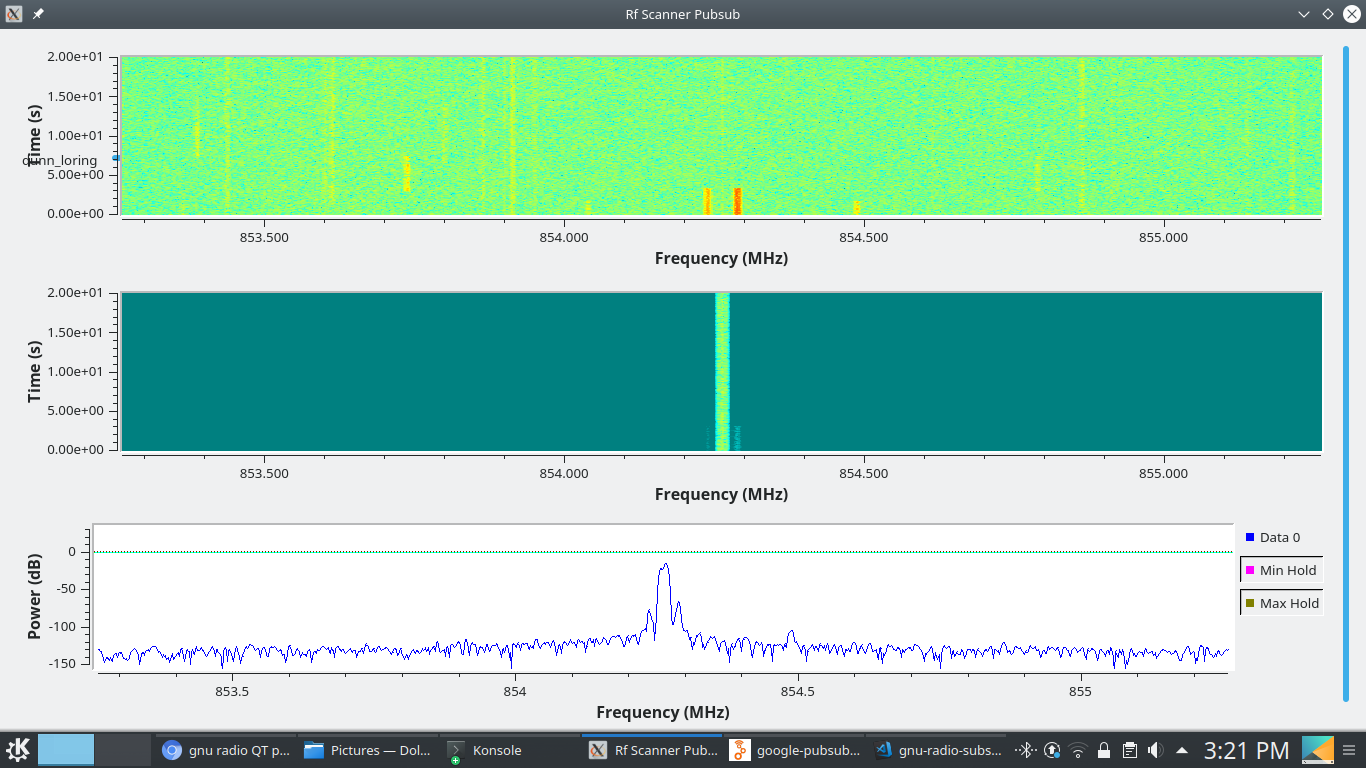 Rf Scanner Pubsub
2.00e+01
1.50e+01
1.00e+01
5.00e+00
0.00e+00
Time (s)
dunn_loring
853.500 854.000 854.500 855.000
Frequency (MHz)
2.00e+01
1.50e+01
1.00e+01
5.00e+00
0.00e+00
Time (s)
853.500 854.000 854.500 855.000
Frequency (MHz)
0
-50
-100
-150
Power (dB)
Data 0
Min Hold
Max Hold
853.5 854 854.5 855
Frequency (MHz)
gnu radio QT p... Pictures — Dol... Konsole Rf Scanner Pub... google-pubsub... gnu-radio-subs... 3:21 PM